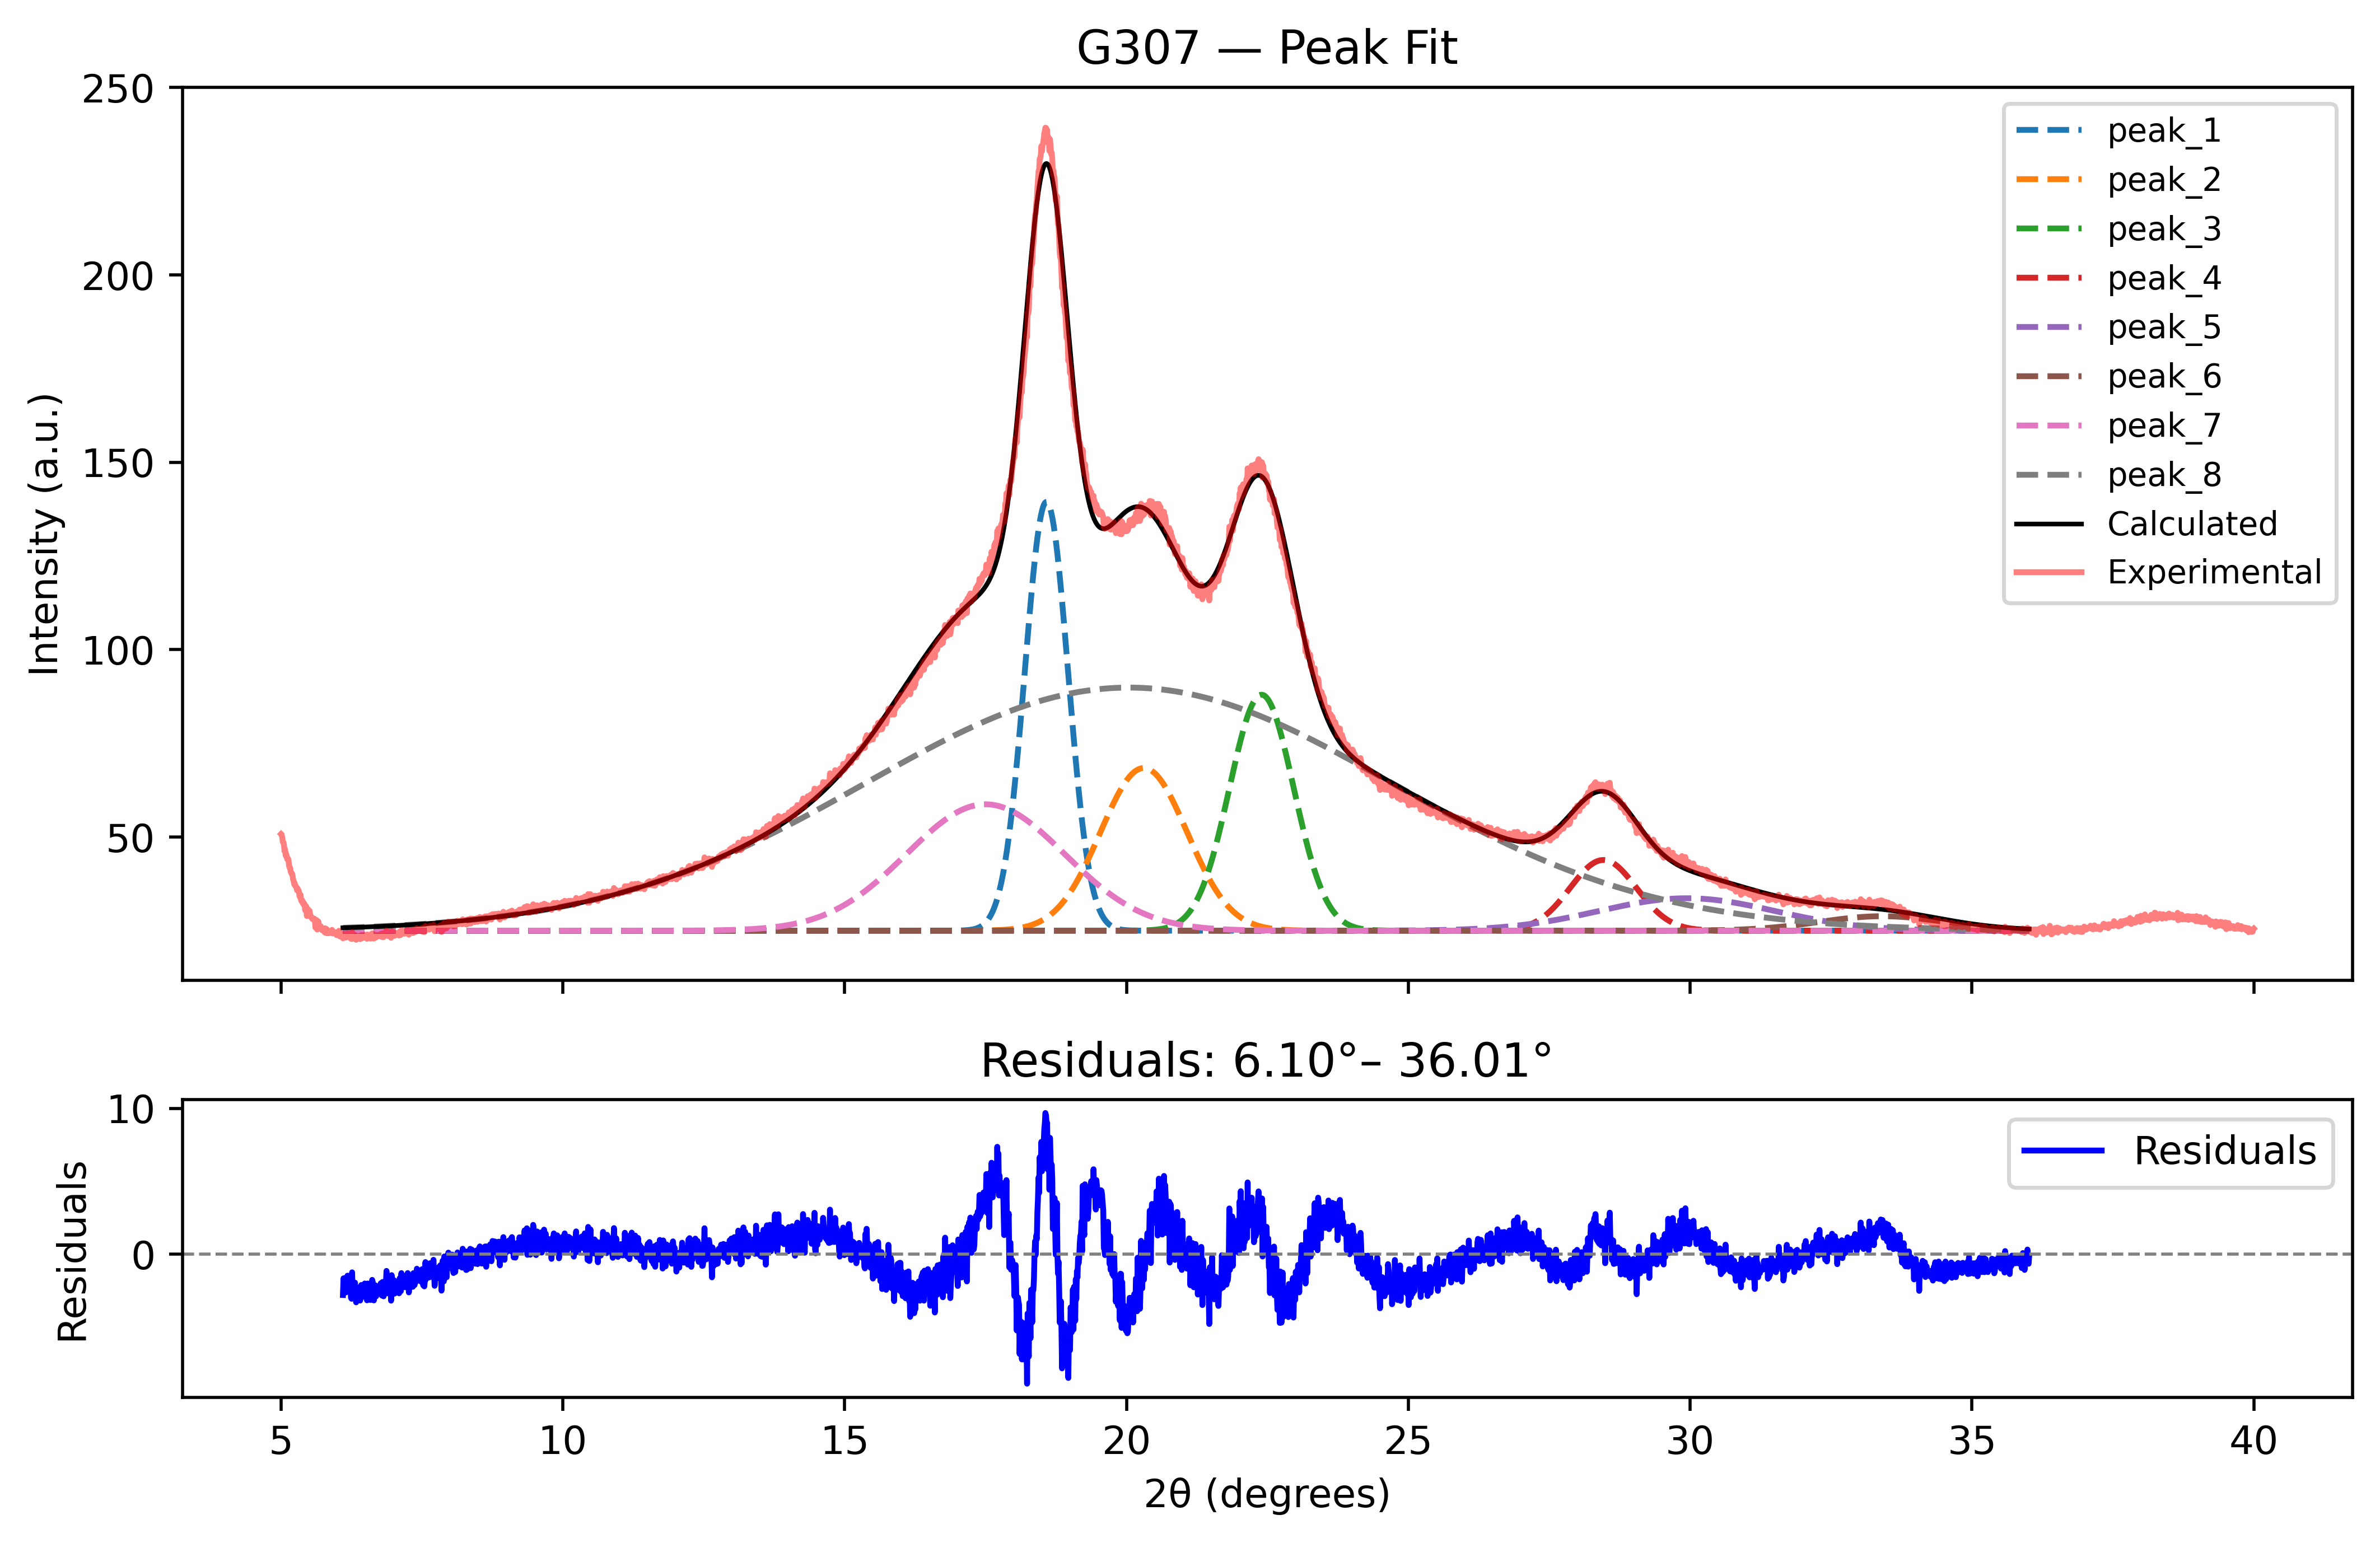 G307 — Peak Fit
250
200
150
100
50
Intensity (a.u.)
peak_1
peak_2
peak_3
peak_4
peak_5
peak_6
peak_7
peak_8
Calculated
Experimental
Residuals: 6.10°– 36.01°
10
0
Residuals
Residuals
5 10 15 20 25 30 35 40
2θ (degrees)